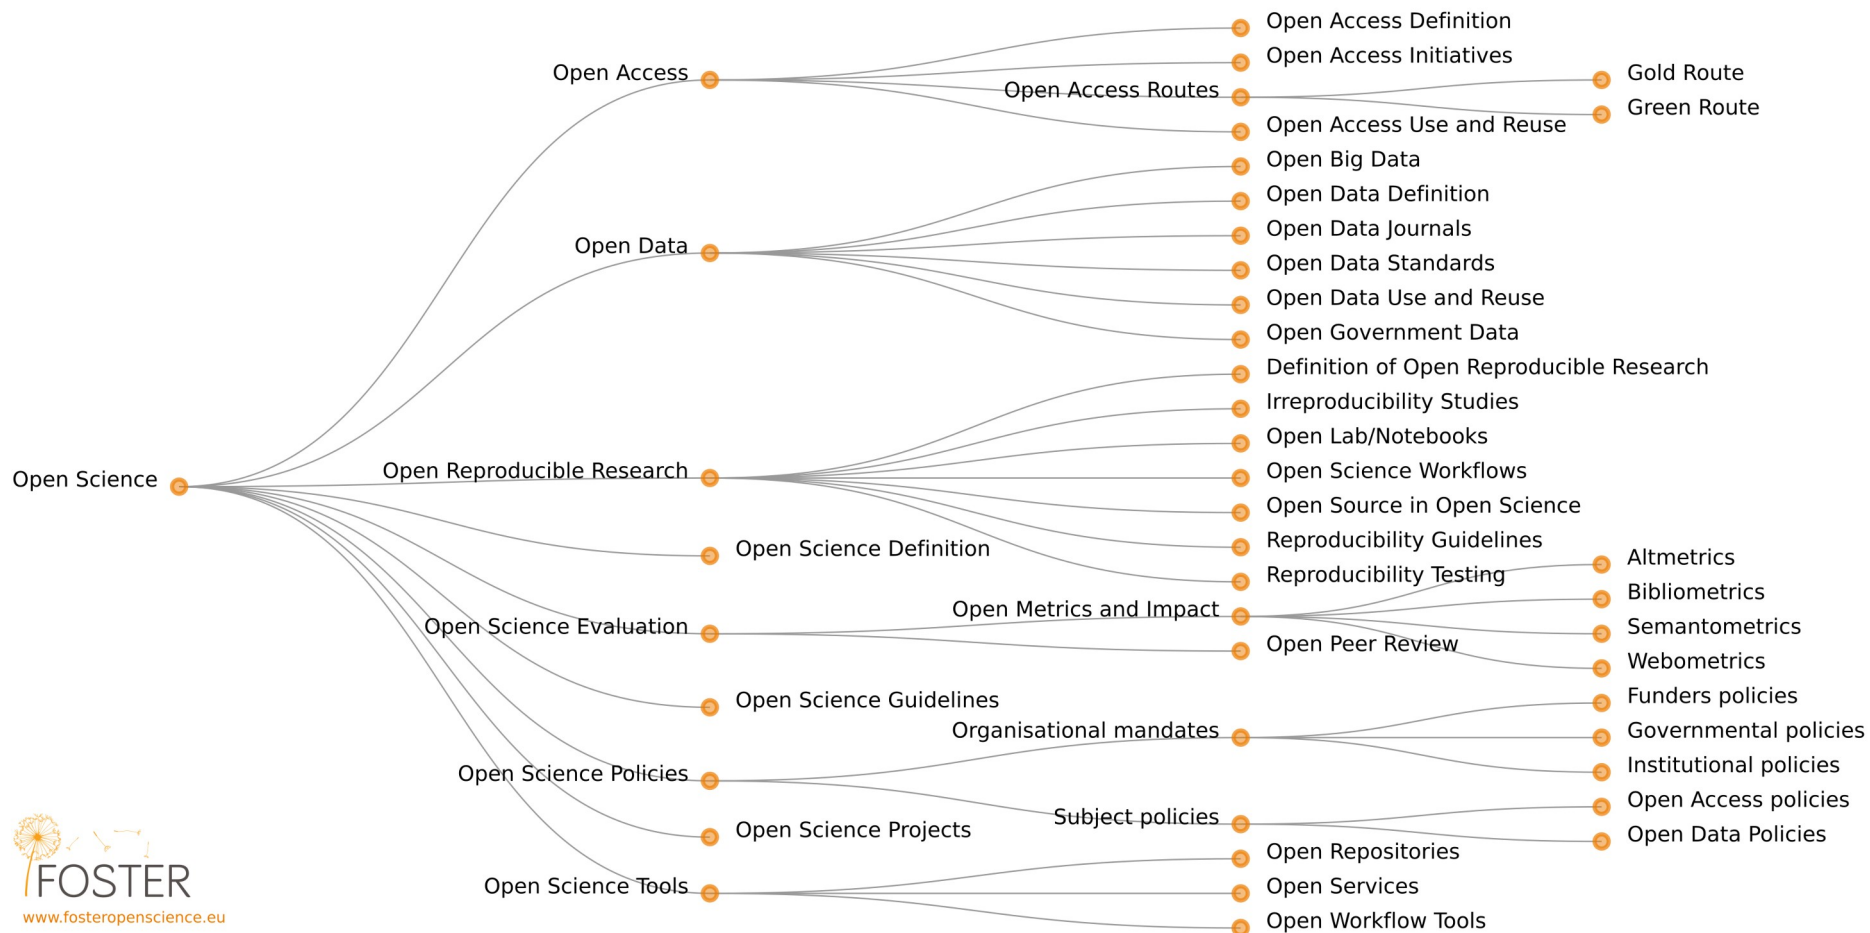 Open Access Definition
Open Access Initiatives
Open Access
Gold Route
Open Access Routes
Green Route
Open Access Use and Reuse
Open Big Data
Open Data Definition
Open Data Journals
Open Data
Open Data Standards
Open Data Use and Reuse
Open Government Data
Definition of Open Reproducible Research
Irreproducibility Studies
Open Lab/Notebooks
Open Reproducible Research
Open Science Workflows
Open Science
Open Source in Open Science
Reproducibility Guidelines
Open Science Definition
Altmetrics
Reproducibility Testing
Bibliometrics
Open Metrics and Impact
Open Science Evaluation
Semantometrics
Open Peer Review
Webometrics
Open Science Guidelines
Funders policies
Organisational mandates
Governmental policies
Institutional policies
Open Science Policies
Open Access policies
Subject policies
Open Science Projects
Open Data Policies
Open Repositories
Open Science Tools
Open Services
Open Workflow Tools
FOSTER
www.fosteropenscience.eu